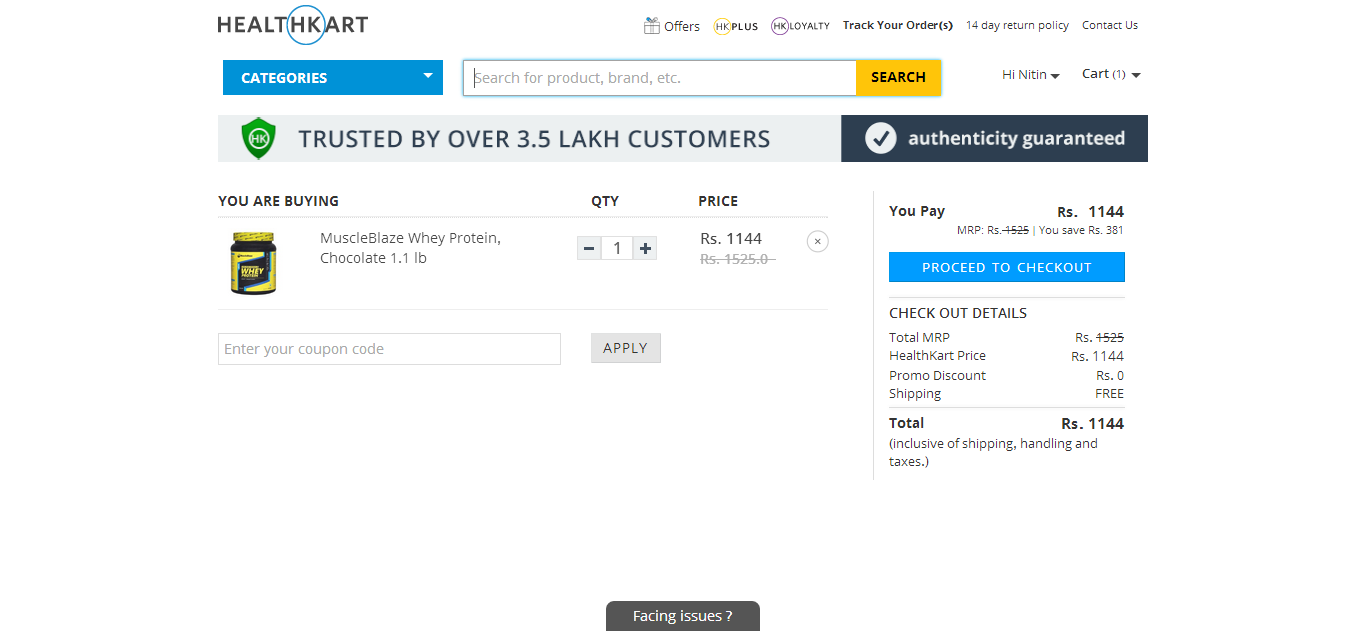 HEALTHKART
Offers
HK PLUS
HK LOYALTY
Track Your Order(s)
14 day return policy
Contact Us
CATEGORIES
Search for product, brand, etc.
SEARCH
Hi Nitin
Cart (1)
HK
TRUSTED BY OVER 3.5 LAKH CUSTOMERS
authenticity guaranteed
YOU ARE BUYING
QTY
PRICE
WHEY
MuscleBlaze Whey Protein,
Chocolate 1.1 lb
− 1 +
Rs. 1144
Rs. 1525.0
×
Enter your coupon code
APPLY
You Pay Rs. 1144
MRP: Rs. 1525 | You save Rs. 381
PROCEED TO CHECKOUT
CHECK OUT DETAILS
Total MRP Rs. 1525
HealthKart Price Rs. 1144
Promo Discount Rs. 0
Shipping FREE
Total Rs. 1144
(inclusive of shipping, handling and
taxes.)
Facing issues ?